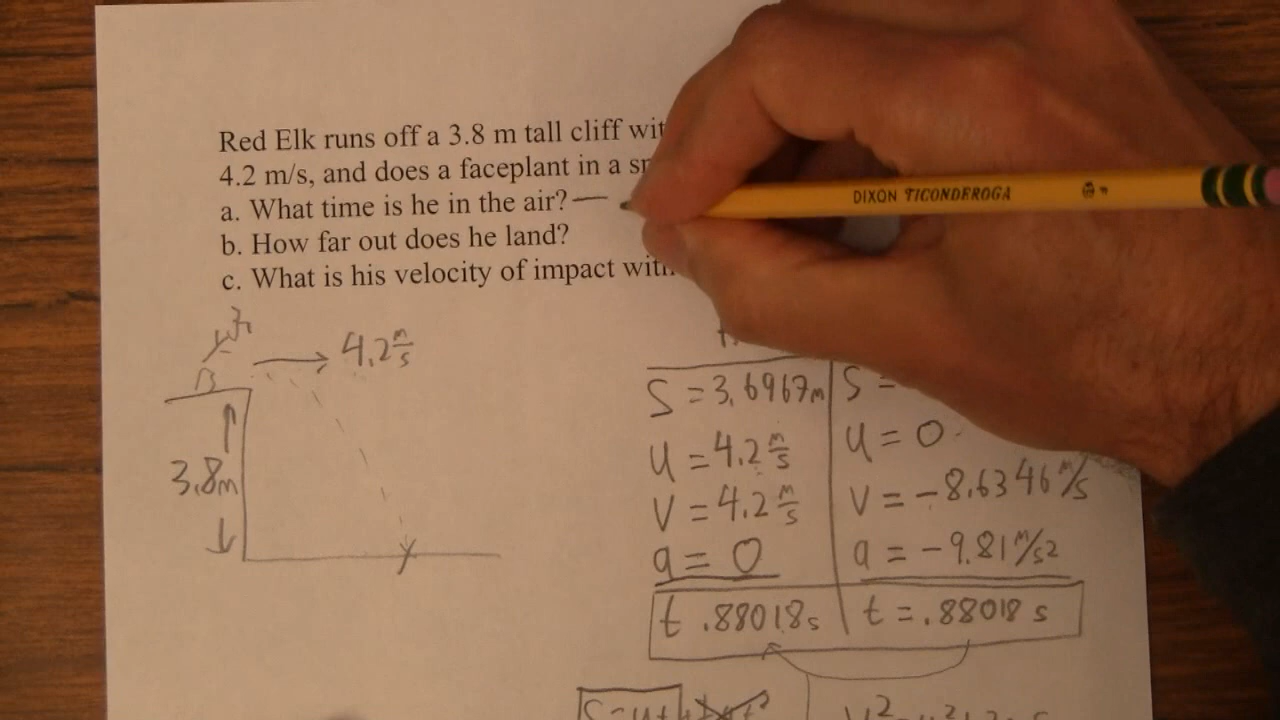 Red Elk runs off a 3.8 m tall cliff
4.2 m/s, and does a faceplant in a
a. What time is he in the air? —
b. How far out does he land?
c. What is his velocity of impact with
DIXON TICONDEROGA
4.2 m/s
3.8m
S = 3.6967m
u = 4.2 m/s
v = 4.2 m/s
a = 0
t .88018s
S =
u = 0
v = -8.6346 m/s
a = -9.81 m/s2
t = .88018 s